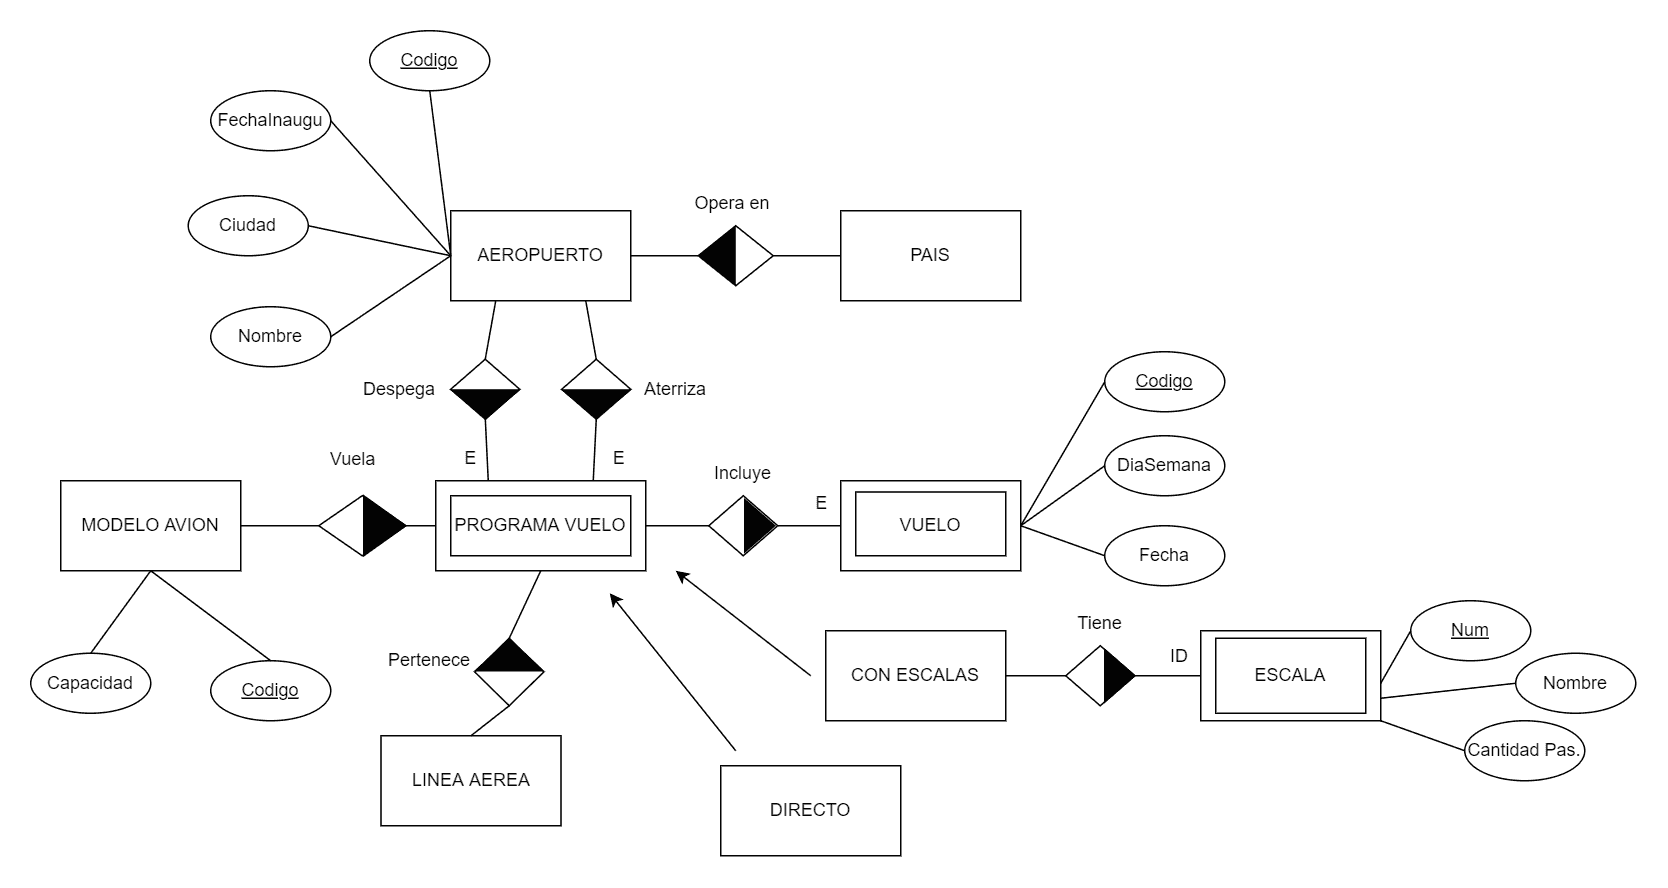 Codigo
FechaInaugu
Opera en
Ciudad
AEROPUERTO
PAIS
Nombre
Despega
Aterriza
Codigo
E
E
Vuela
Incluye
DiaSemana
E
MODELO AVION
PROGRAMA VUELO
VUELO
Fecha
Tiene
Num
Pertenece
ID
CON ESCALAS
ESCALA
Capacidad
Codigo
Nombre
Cantidad Pas.
LINEA AEREA
DIRECTO